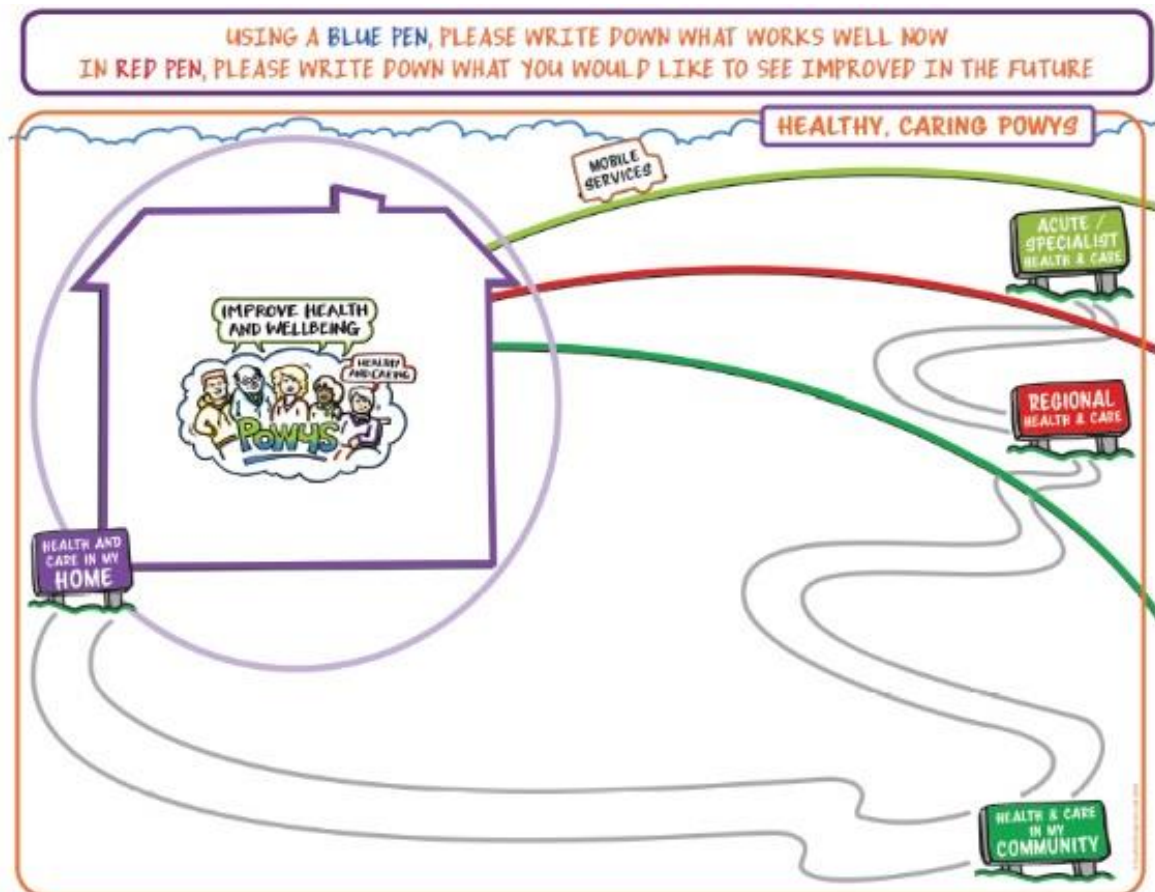 USING A BLUE PEN, PLEASE WRITE DOWN WHAT WORKS WELL NOW
IN RED PEN, PLEASE WRITE DOWN WHAT YOU WOULD LIKE TO SEE IMPROVED IN THE FUTURE
HEALTHY, CARING POWYS
MOBILE
SERVICES
ACUTE /
SPECIALIST
HEALTH & CARE
IMPROVE HEALTH
AND WELLBEING
HEALTHY
AND CARING
POWYS
REGIONAL
HEALTH & CARE
HEALTH AND
CARE IN MY
HOME
HEALTH & CARE
IN MY
COMMUNITY